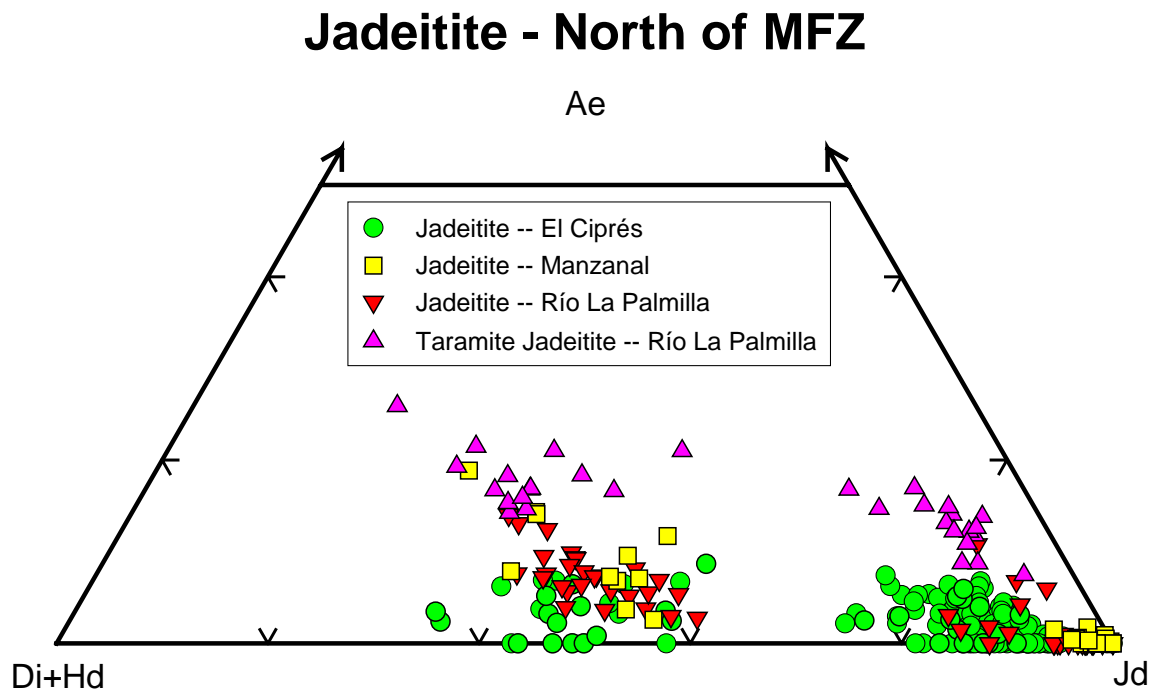 Jadeitite - North of MFZ
Ae
Jadeitite -- El Ciprés
Jadeitite -- Manzanal
Jadeitite -- Río La Palmilla
Taramite Jadeitite -- Río La Palmilla
Di+Hd
Jd